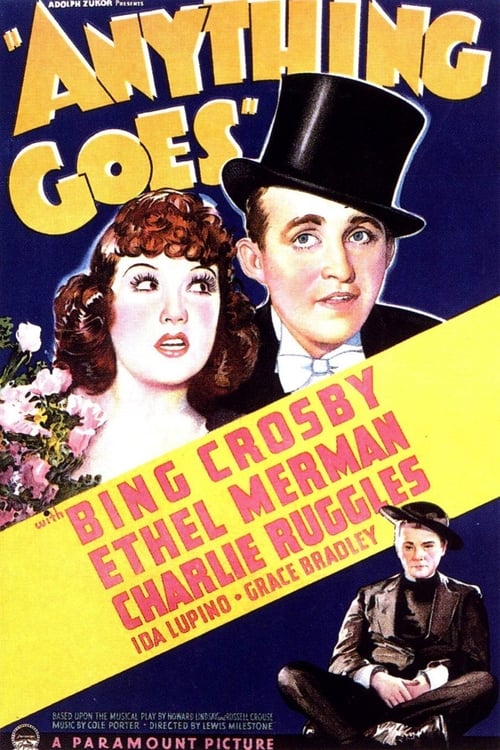 ADOLPH ZUKOR PRESENTS
"ANYTHING
GOES"
with BING CROSBY
ETHEL MERMAN
CHARLIE RUGGLES
IDA LUPINO • GRACE BRADLEY
BASED UPON THE MUSICAL PLAY BY HOWARD LINDSAY and RUSSELL CROUSE
MUSIC BY COLE PORTER • DIRECTED BY LEWIS MILESTONE
A PARAMOUNT PICTURE